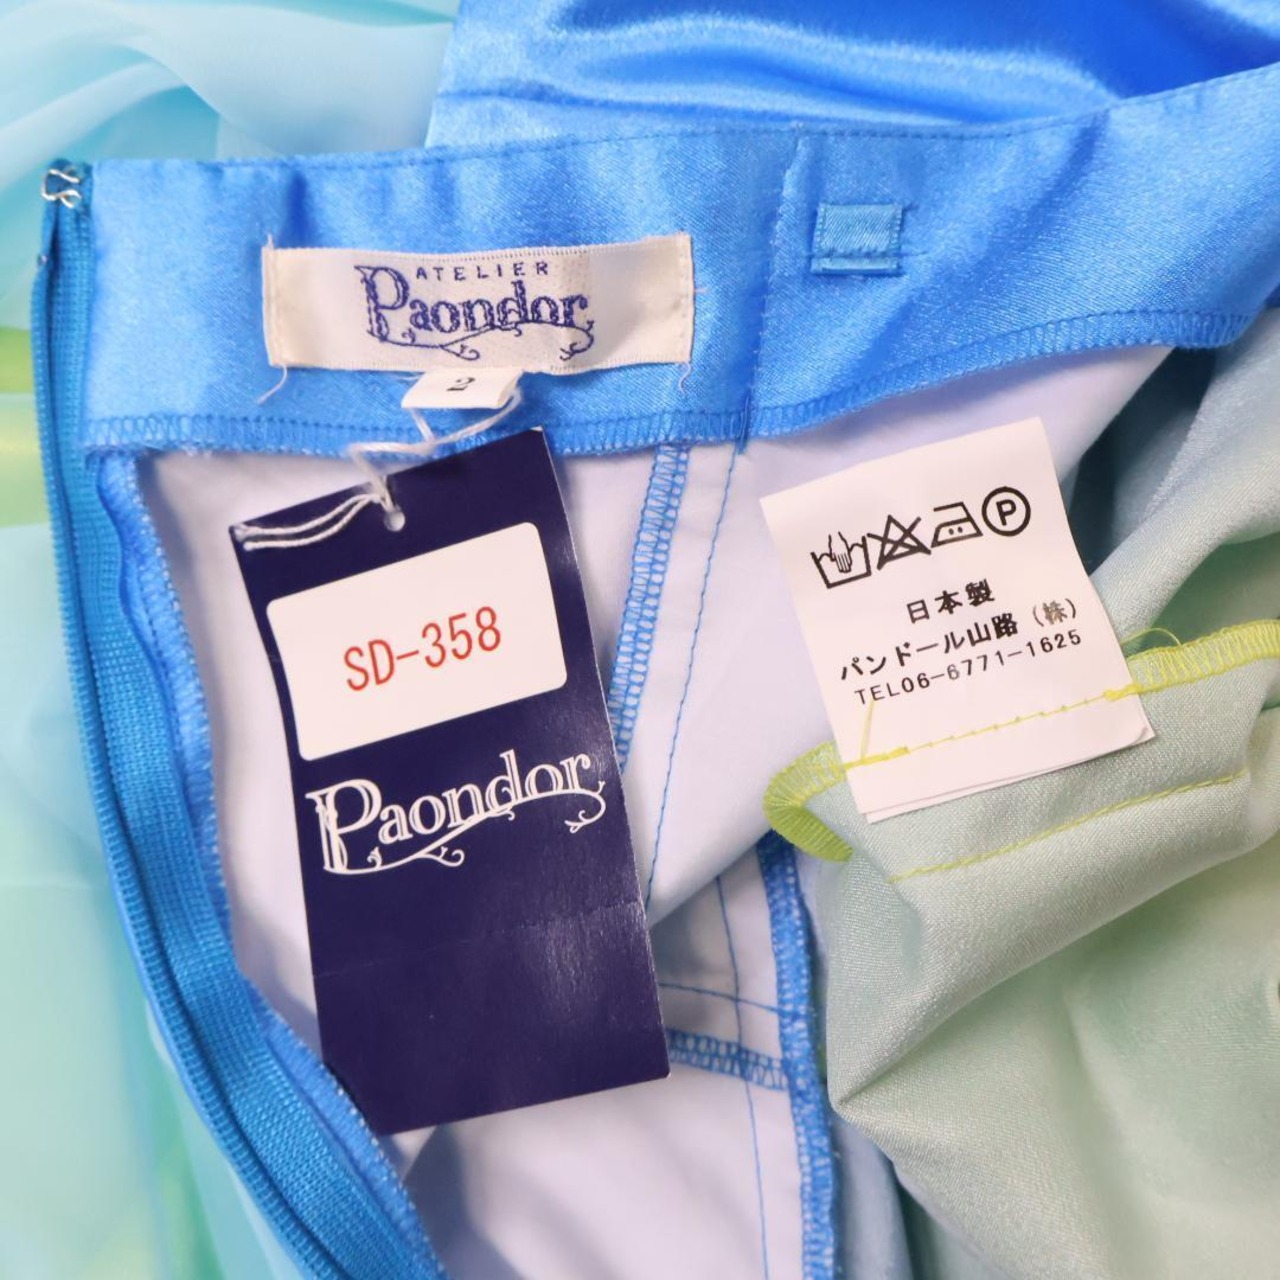 ATELIER
Paondor
2
SD-358
Paondor
P
日本製
パンドール山路(株)
TEL06-6771-1625